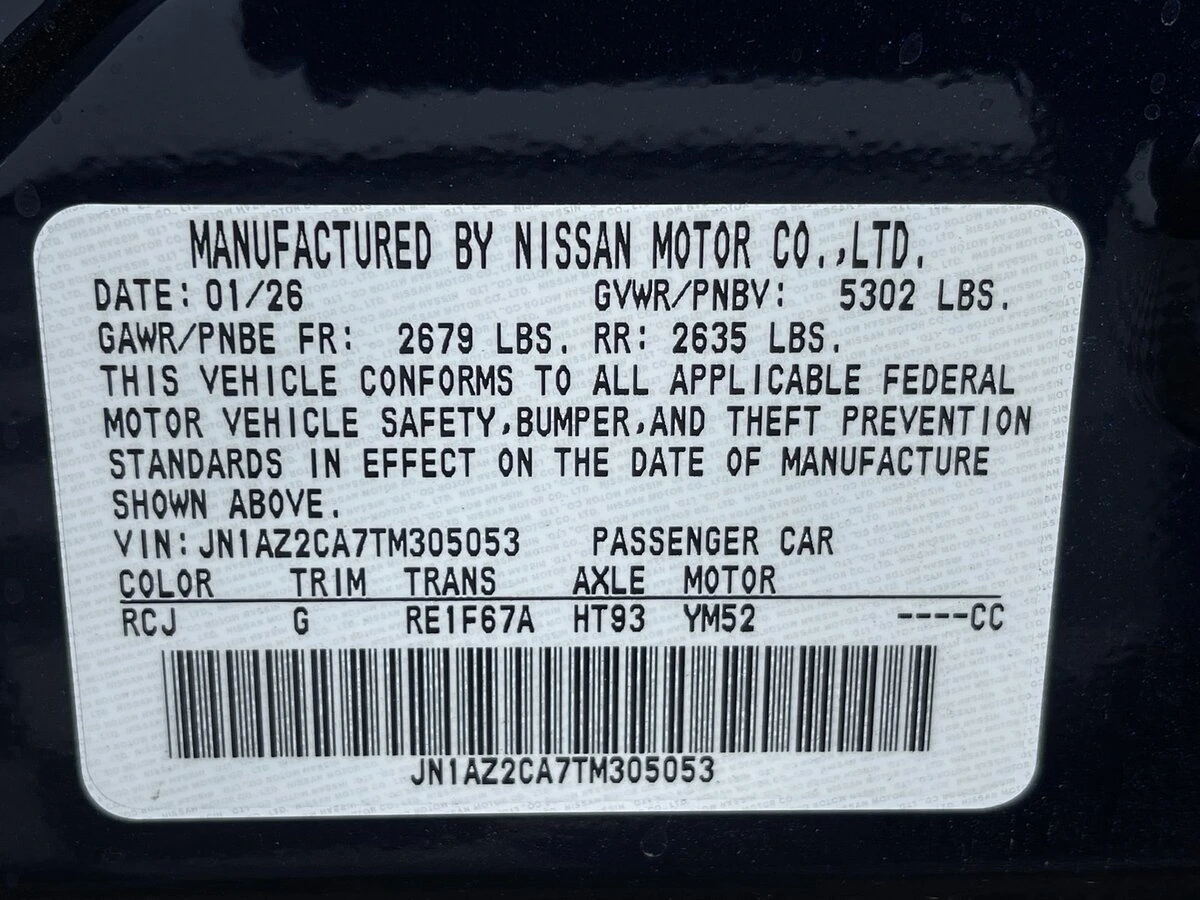 MANUFACTURED BY NISSAN MOTOR CO.,LTD.
DATE: 01/26 GVWR/PNBV: 5302 LBS.
GAWR/PNBE FR: 2679 LBS. RR: 2635 LBS.
THIS VEHICLE CONFORMS TO ALL APPLICABLE FEDERAL
MOTOR VEHICLE SAFETY,BUMPER,AND THEFT PREVENTION
STANDARDS IN EFFECT ON THE DATE OF MANUFACTURE
SHOWN ABOVE.
VIN: JN1AZ2CA7TM305053 PASSENGER CAR
COLOR TRIM TRANS AXLE MOTOR
RCJ G RE1F67A HT93 YM52 ----CC
JN1AZ2CA7TM305053